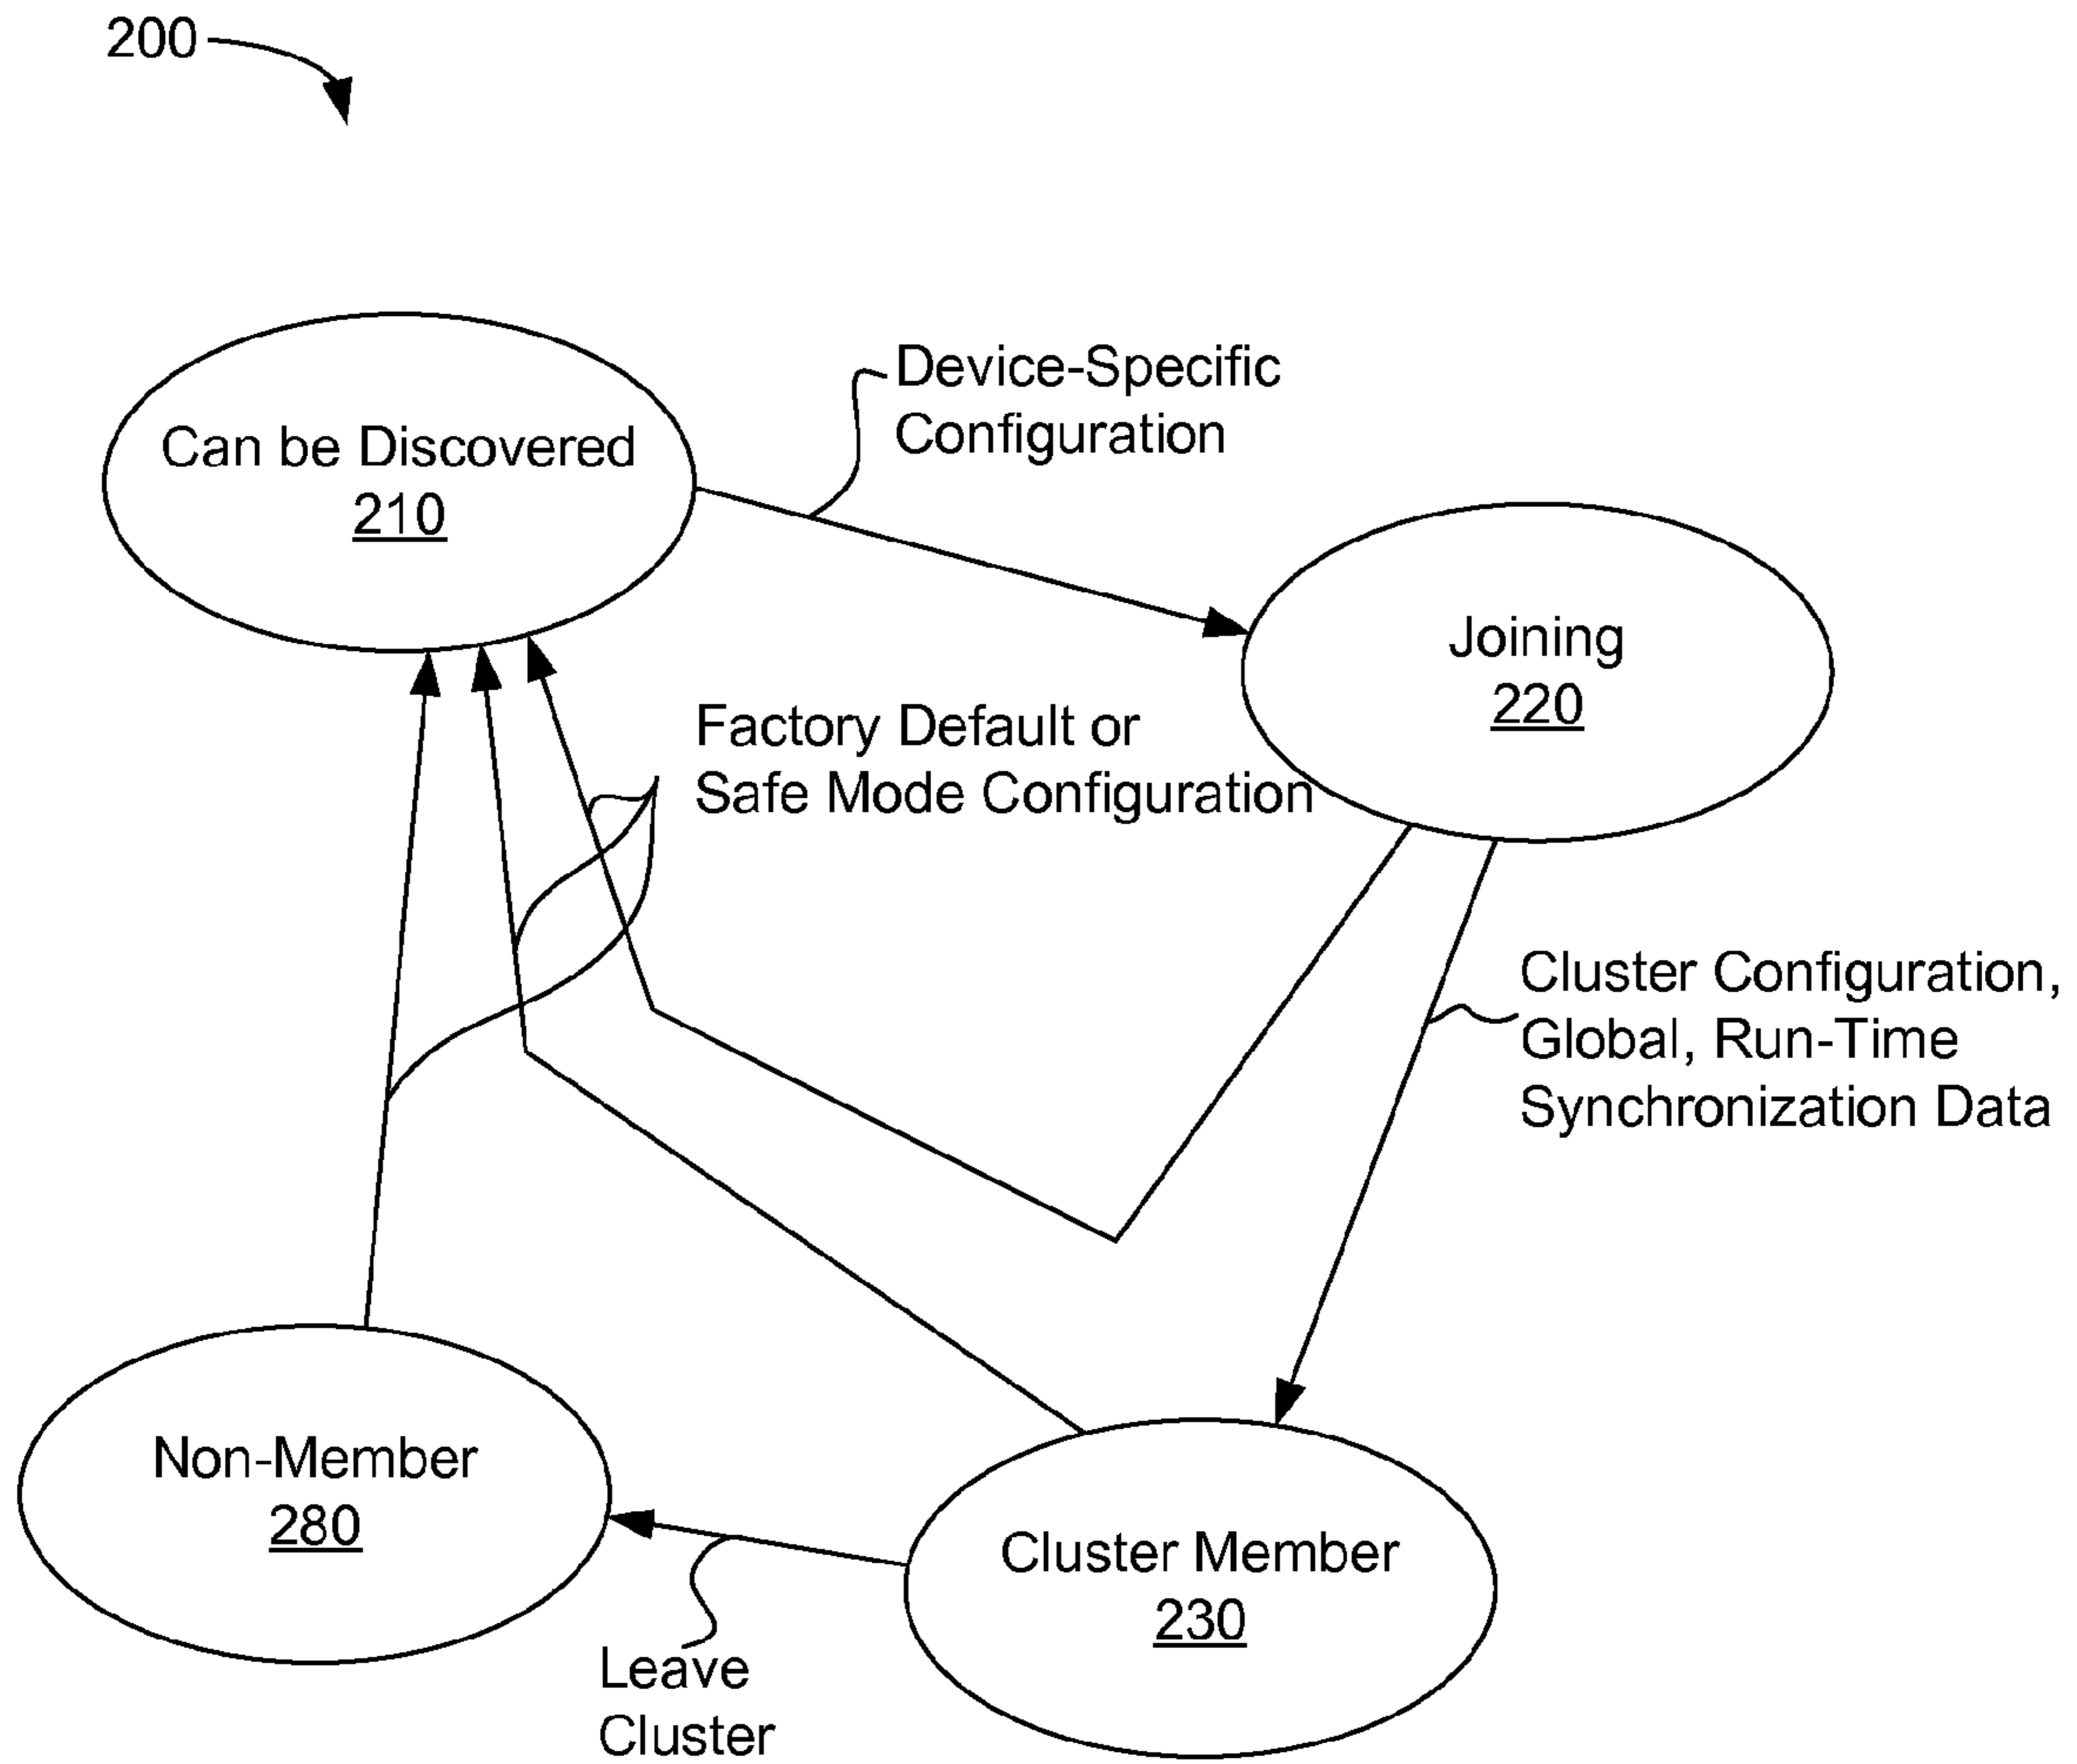 200
Can be Discovered
210
Device-Specific
Configuration
Joining
220
Factory Default or
Safe Mode Configuration
Cluster Configuration,
Global, Run-Time
Synchronization Data
Non-Member
280
Cluster Member
230
Leave
Cluster